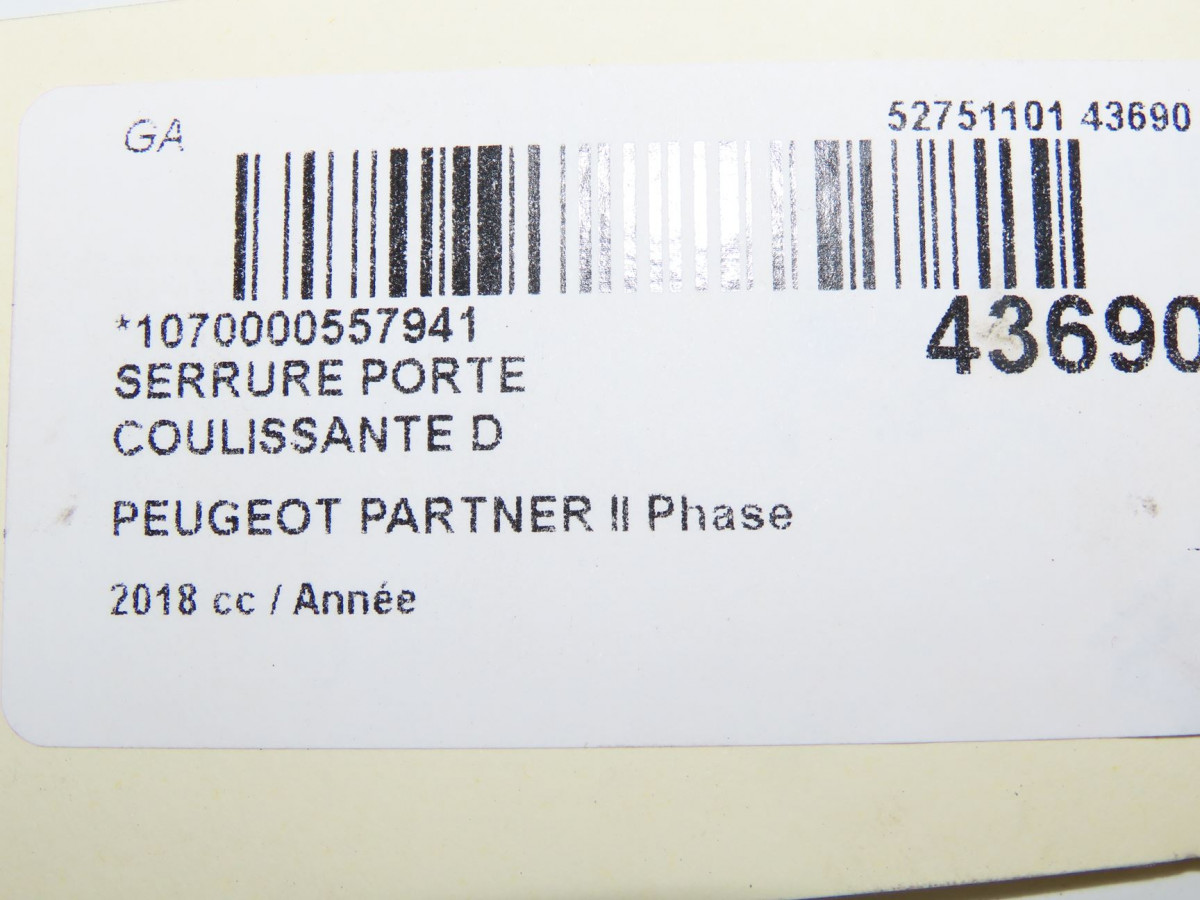 GA
52751101 43690
*1070000557941
43690
SERRURE PORTE
COULISSANTE D
PEUGEOT PARTNER II Phase
2018 cc / Année